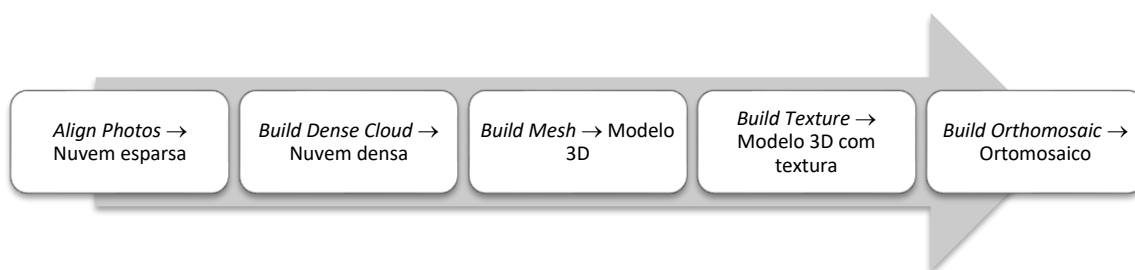 Align Photos →
Nuvem esparsa
Build Dense Cloud →
Nuvem densa
Build Mesh → Modelo
3D
Build Texture →
Modelo 3D com
textura
Build Orthomosaic →
Ortomosaico